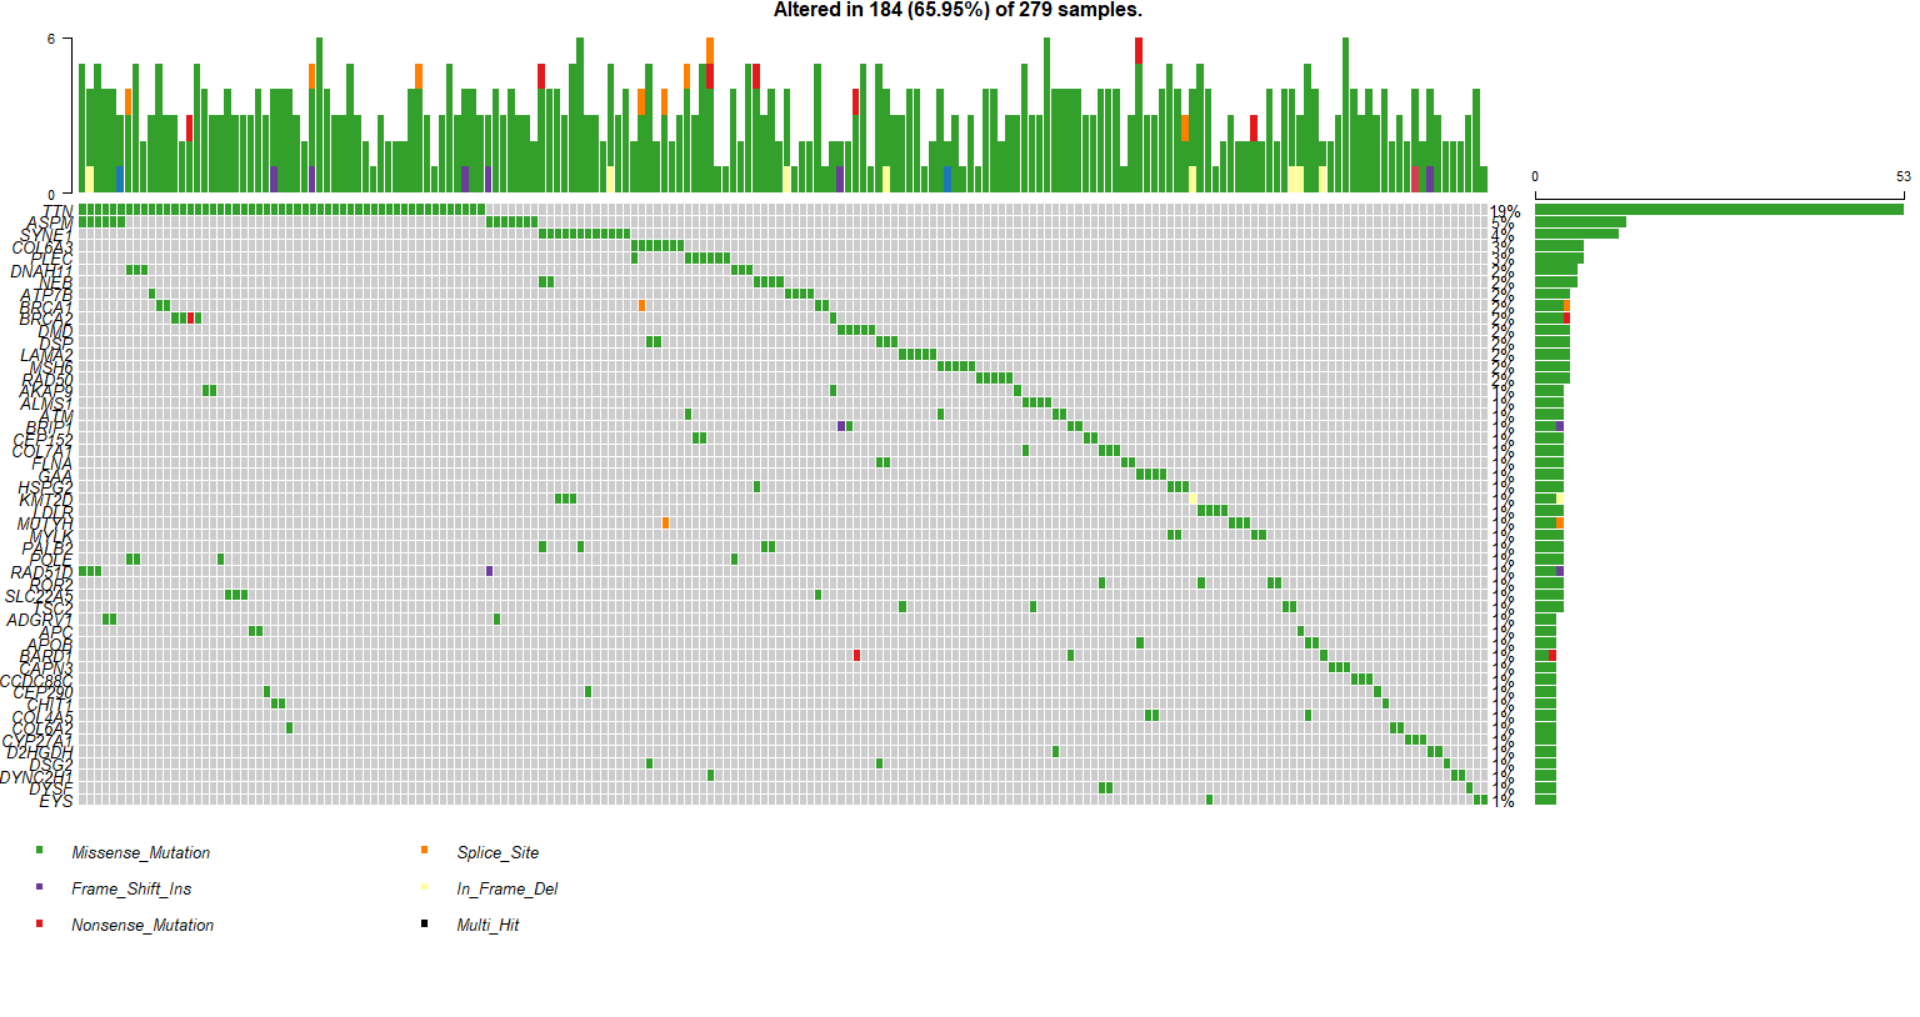 Altered in 184 (65.95%) of 279 samples.
6
0
0 53
TTN 19%
ASPM 5%
SYNE1 4%
COL6A3 3%
PLEC 3%
DNAH11 2%
NEB 2%
ATP7B 2%
BRCA1 2%
BRCA2 2%
DMD 2%
DSP 2%
LAMA2 2%
MSH6 2%
RAD50 2%
AKAP9 1%
ALMS1 1%
ATM 1%
BRIP1 1%
CEP152 1%
COL7A1 1%
FLNA 1%
GAA 1%
HSPG2 1%
KMT2D 1%
LDLR 1%
MUTYH 1%
MYLK 1%
PALB2 1%
POLE 1%
RAD51D 1%
ROR2 1%
SLC22A5 1%
TSC2 1%
ADGRV1 1%
APC 1%
APOB 1%
BARD1 1%
CAPN3 1%
CCDC88C 1%
CEP290 1%
CHIT1 1%
COL4A5 1%
COL6A2 1%
CYP27A1 1%
D2HGDH 1%
DSG2 1%
DYNC2H1 1%
DYSF 1%
EYS 1%
Missense_Mutation Splice_Site
Frame_Shift_Ins In_Frame_Del
Nonsense_Mutation Multi_Hit